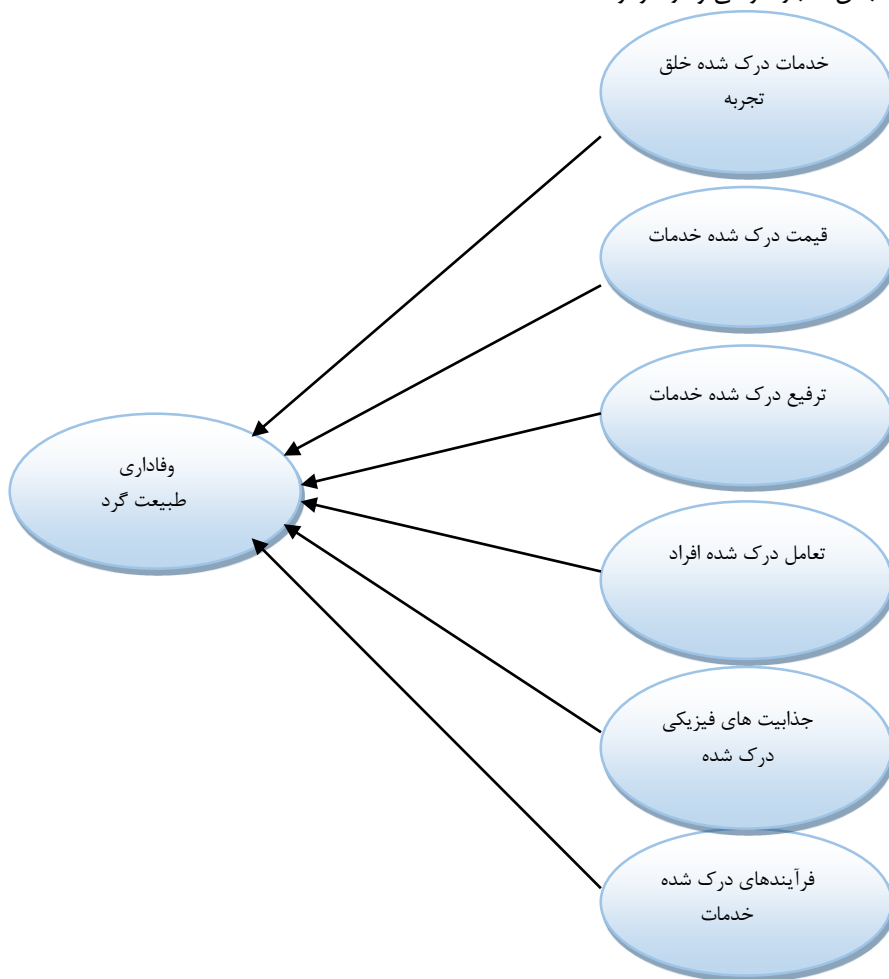 خدمات درک شده خلق
تجربه
قیمت درک شده خدمات
ترفیع درک شده خدمات
وفاداری
طبیعت گرد
تعامل درک شده افراد
جذابیت های فیزیکی
درک شده
فرآیندهای درک شده
خدمات